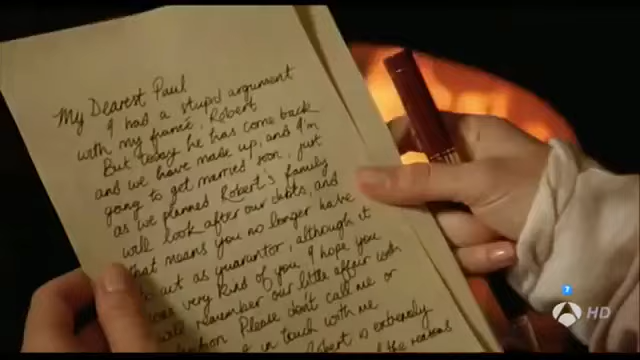 My Dearest Paul
I had a stupid argument
with my fiancé, Robert
But today he has come back
and we have made up, and I'm
going to get married soon, just
as we planned Robert's family
will look after our debts, and
that means you no longer have
to act as guarantor, although it
was very kind of you I hope you
will remember our little affair with
Please don't call me or
in touch with me
Robert is extremely
the reasons
7
HD